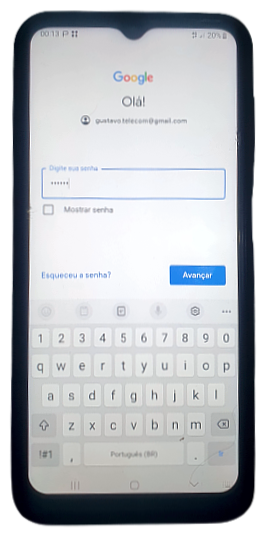 00:13 P
20%
Google
Olá!
gustavo.telecom@gmail.com
Digite sua senha
••••••
Mostrar senha
Esqueceu a senha?
Avançar
1 2 3 4 5 6 7 8 9 0
q w e r t y u i o p
a s d f g h j k l
z x c v b n m
!#1 , Português (BR) .